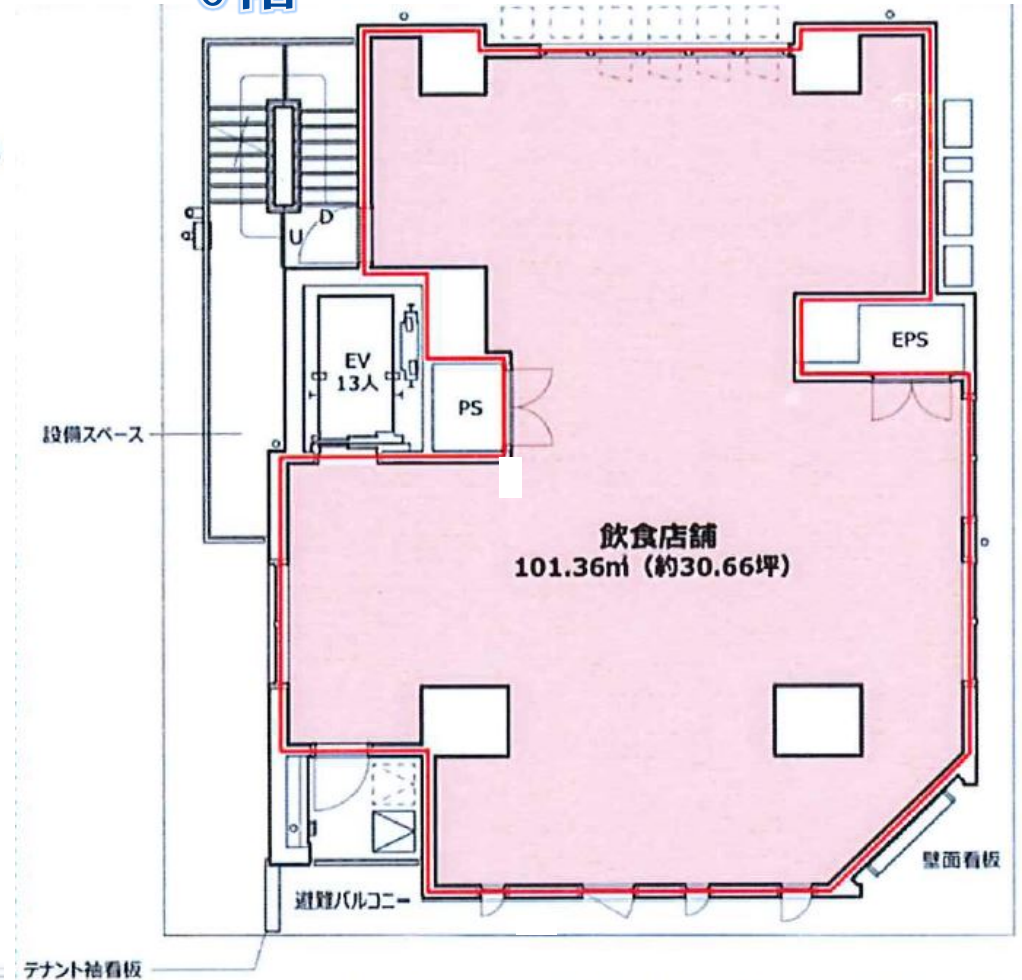 階
D
U
EV
13人
EPS
PS
設備スペース
飲食店舗
101.36㎡（約30.66坪）
壁面看板
避難バルコニー
テナント袖看板